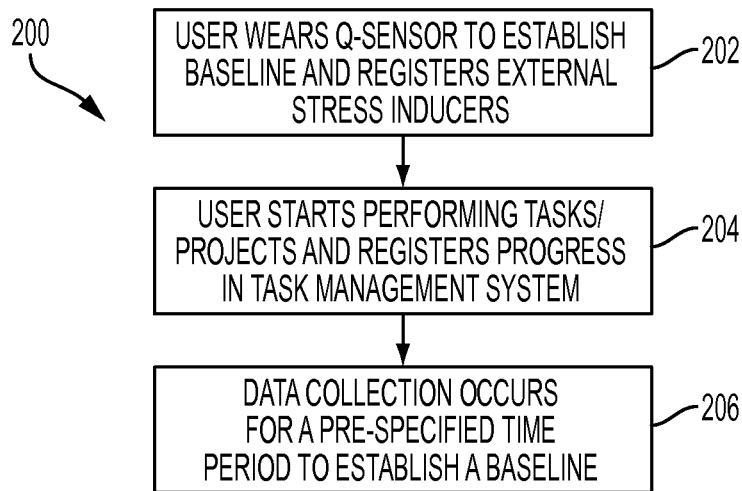 200
USER WEARS Q-SENSOR TO ESTABLISH
BASELINE AND REGISTERS EXTERNAL
STRESS INDUCERS
202
USER STARTS PERFORMING TASKS/
PROJECTS AND REGISTERS PROGRESS
IN TASK MANAGEMENT SYSTEM
204
DATA COLLECTION OCCURS
FOR A PRE-SPECIFIED TIME
PERIOD TO ESTABLISH A BASELINE
206